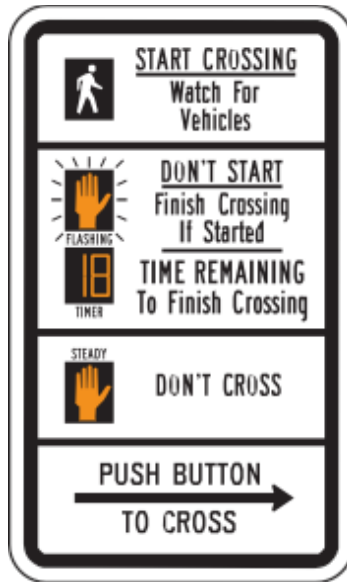 START CROSSING
Watch For
Vehicles
DON'T START
Finish Crossing
If Started
FLASHING
18
TIME REMAINING
To Finish Crossing
TIMER
STEADY
DON'T CROSS
PUSH BUTTON
TO CROSS